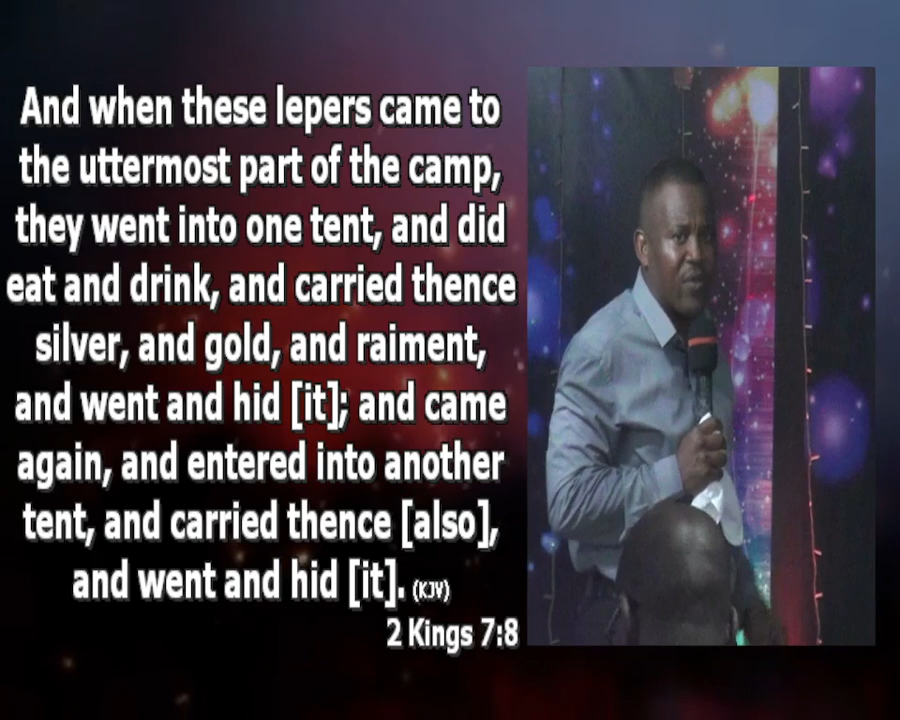 And when these lepers came to
the uttermost part of the camp,
they went into one tent, and did
eat and drink, and carried thence
silver, and gold, and raiment,
and went and hid [it]; and came
again, and entered into another
tent, and carried thence [also],
and went and hid [it]. (KJV)
2 Kings 7:8